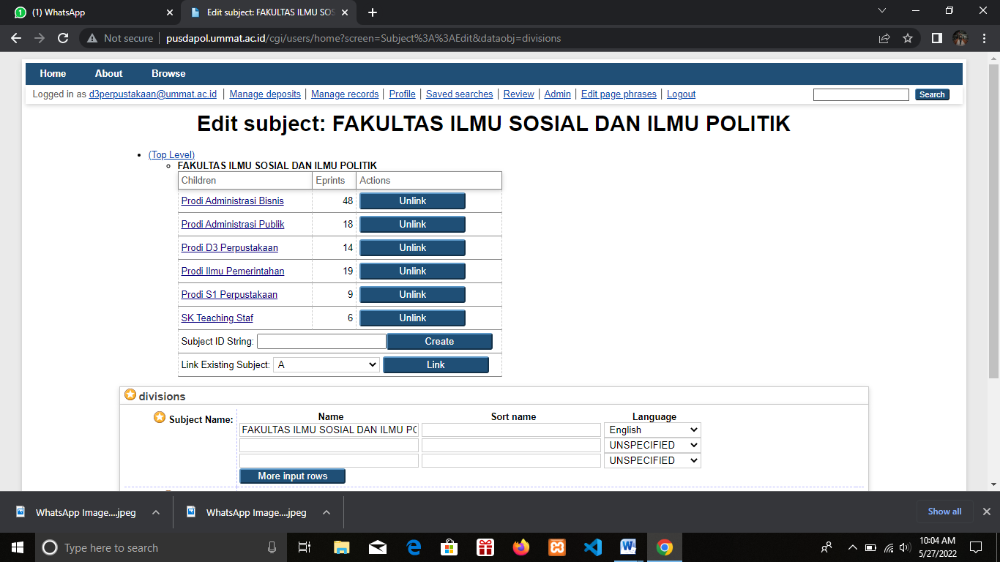 (1) WhatsApp
Edit subject: FAKULTAS ILMU SOS
Not secure pusdapol.ummat.ac.id/cgi/users/home?screen=Subject%3A%3AEdit&dataobj=divisions
Home About Browse
Logged in as d3perpustakaan@ummat.ac.id | Manage deposits | Manage records | Profile | Saved searches | Review | Admin | Edit page phrases | Logout Search
Edit subject: FAKULTAS ILMU SOSIAL DAN ILMU POLITIK
(Top Level)
FAKULTAS ILMU SOSIAL DAN ILMU POLITIK
Children Eprints Actions
Prodi Administrasi Bisnis 48 Unlink
Prodi Administrasi Publik 18 Unlink
Prodi D3 Perpustakaan 14 Unlink
Prodi Ilmu Pemerintahan 19 Unlink
Prodi S1 Perpustakaan 9 Unlink
SK Teaching Staf 6 Unlink
Subject ID String: Create
Link Existing Subject: A Link
divisions
Subject Name: Name Sort name Language
FAKULTAS ILMU SOSIAL DAN ILMU PO English
UNSPECIFIED
UNSPECIFIED
More input rows
WhatsApp Image....jpeg WhatsApp Image....jpeg Show all
Type here to search
10:04 AM
5/27/2022